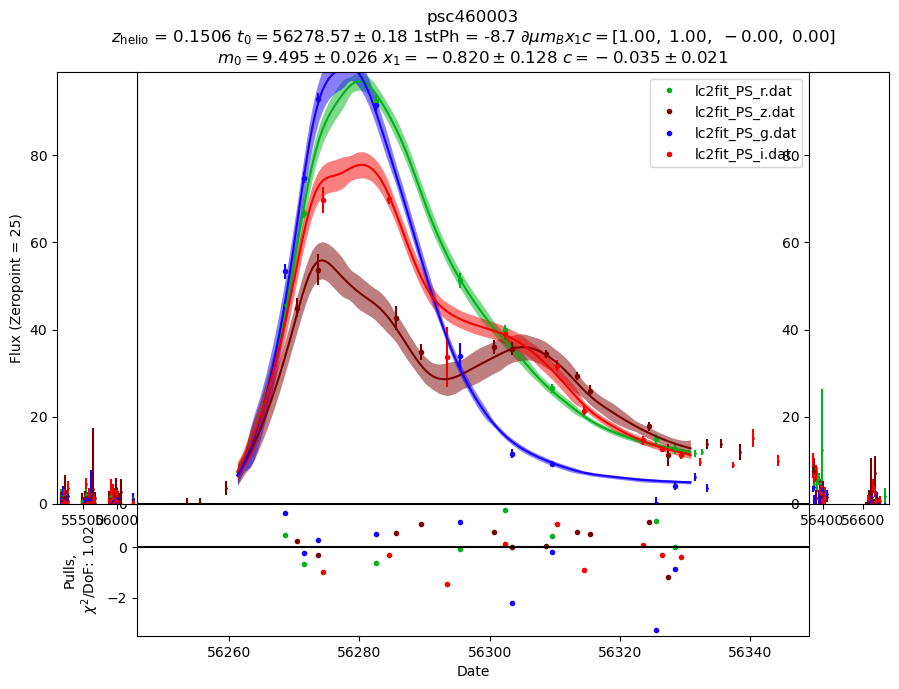 psc460003
z_helio = 0.1506 t_0 = 56278.57 ± 0.18 1stPh = -8.7 ∂μm_Bx_1c = [1.00, 1.00, −0.00, 0.00]
m_0 = 9.495 ± 0.026 x_1 = −0.820 ± 0.128 c = −0.035 ± 0.021
lc2fit_PS_r.dat
lc2fit_PS_z.dat
lc2fit_PS_g.dat
lc2fit_PS_i.dat
Flux (Zeropoint = 25)
80
60
40
20
0
80
60
40
20
0
55500
56000
56400
56600
Pulls,
χ²/DoF: 1.02
0
−2
56260
56280
56300
56320
56340
Date